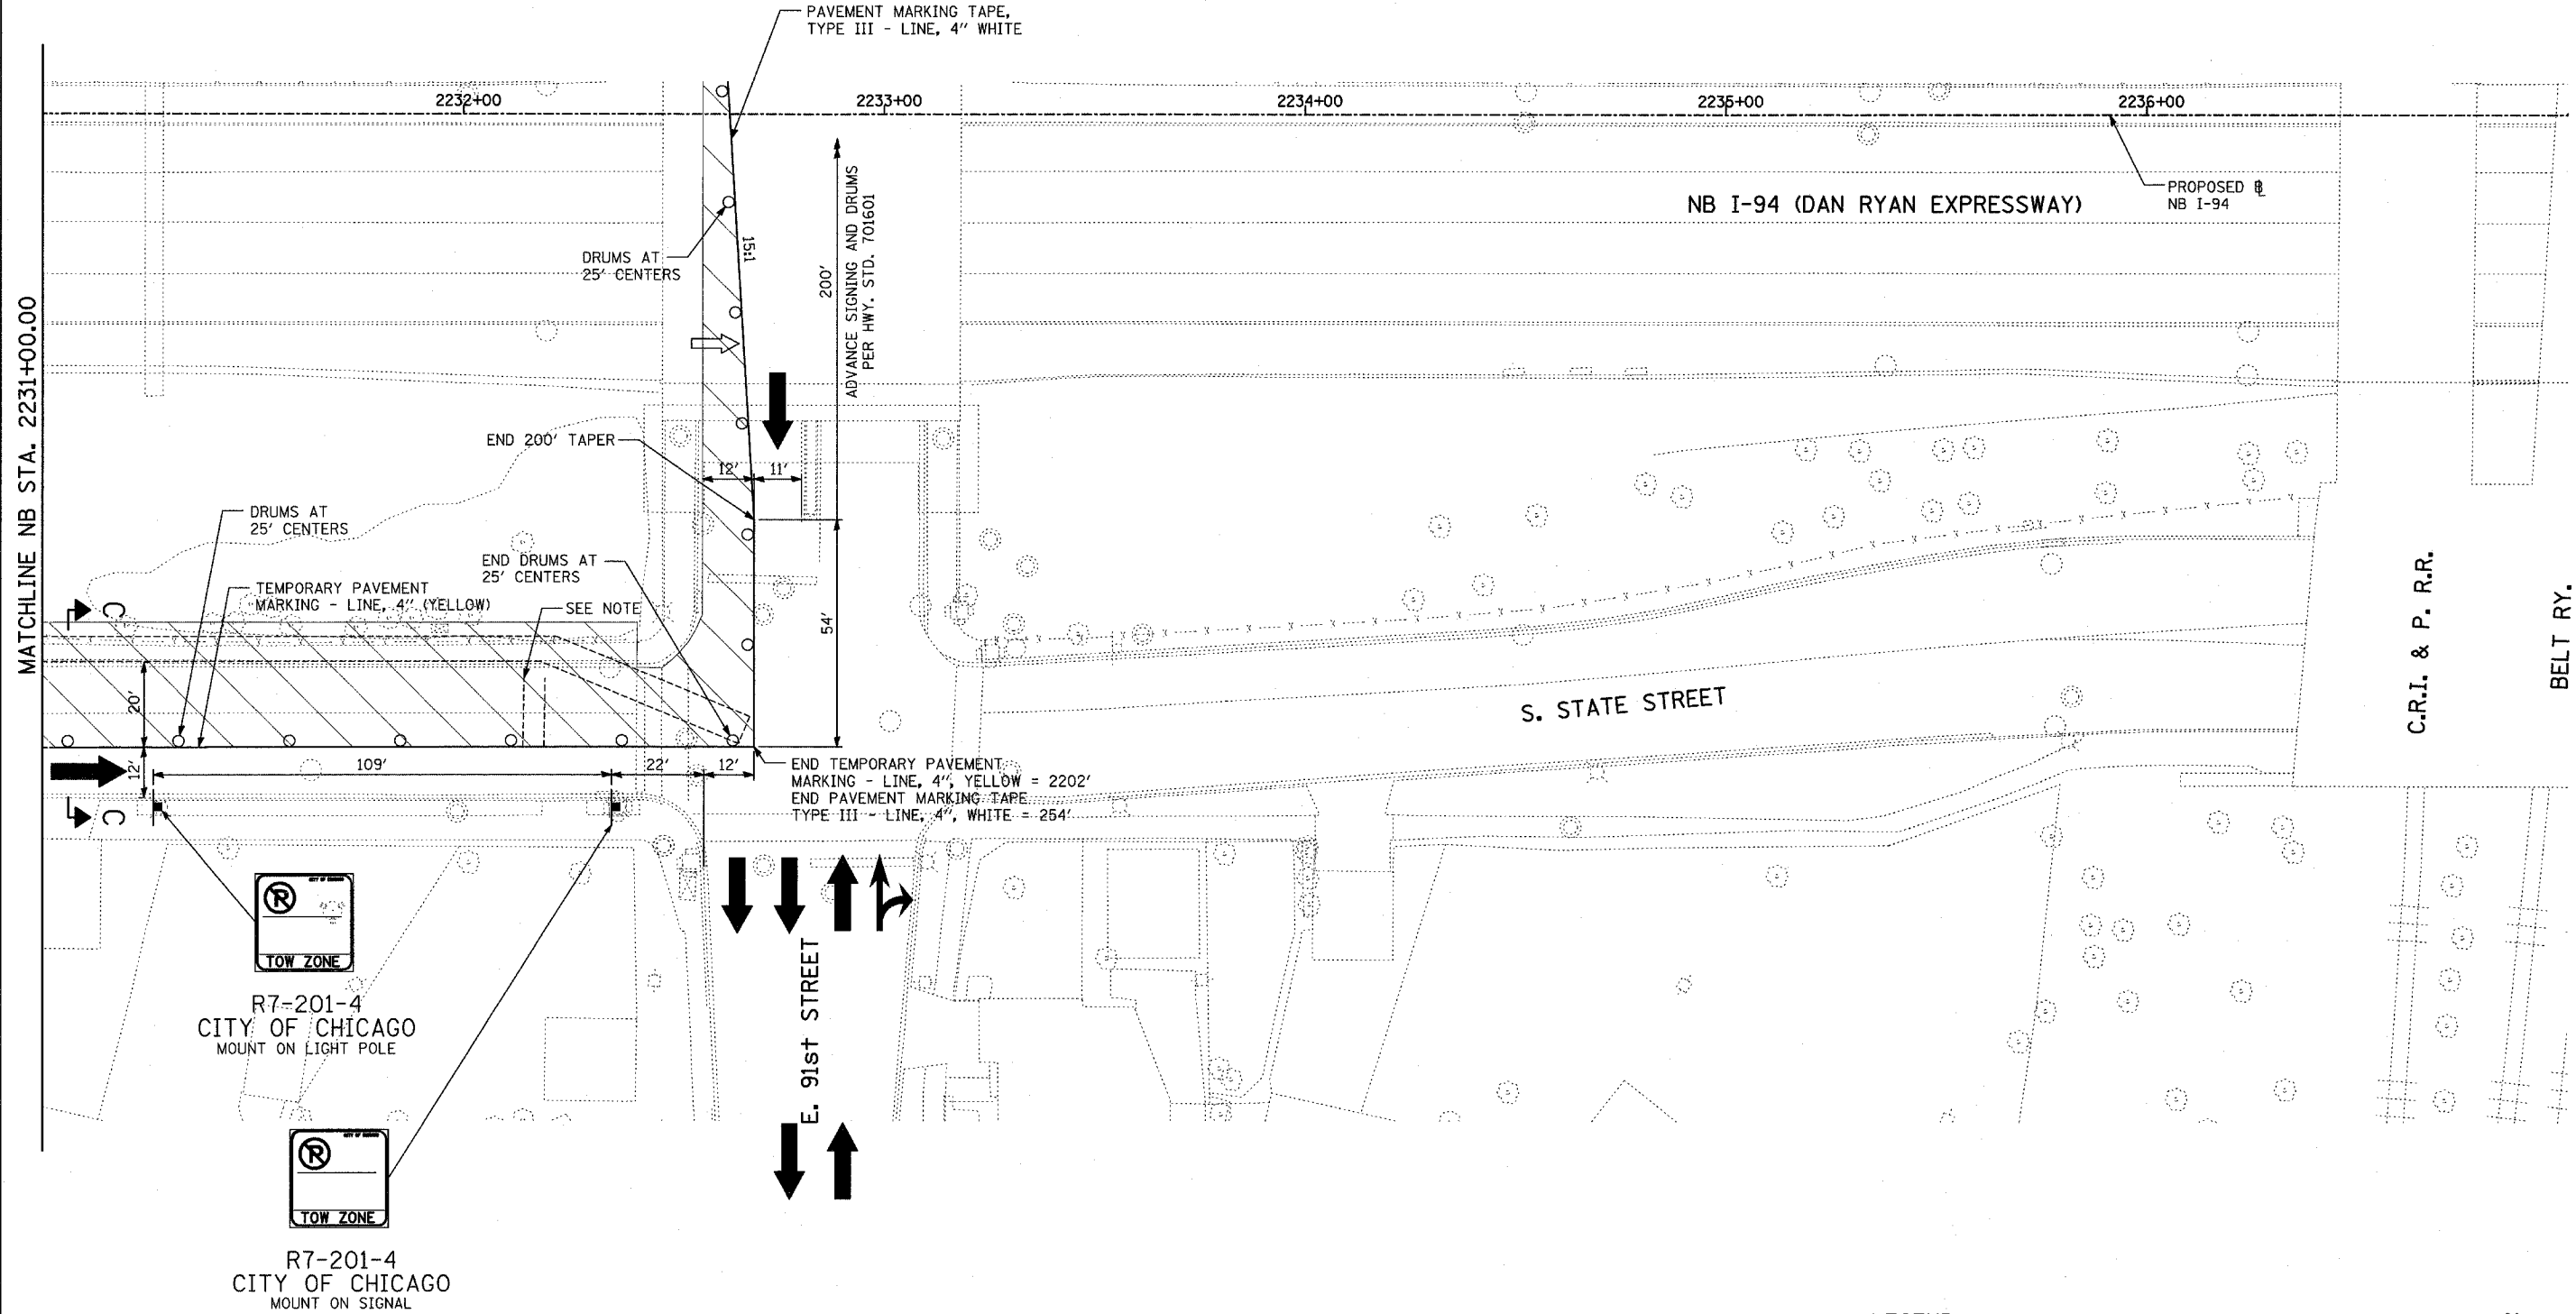 PAVEMENT MARKING TAPE,
TYPE III - LINE, 4" WHITE
2232+00
2233+00
2234+00
2235+00
2236+00
PROPOSED ℄
NB I-94
NB I-94 (DAN RYAN EXPRESSWAY)
MATCHLINE NB STA. 2231+00.00
DRUMS AT
25' CENTERS
15:1
200'
ADVANCE SIGNING AND DRUMS
PER HWY. STD. 701601
END 200' TAPER
12'
11'
DRUMS AT
25' CENTERS
END DRUMS AT
25' CENTERS
TEMPORARY PAVEMENT
MARKING - LINE, 4" (YELLOW)
SEE NOTE
54'
C
20'
12'
109'
22'
12'
C
END TEMPORARY PAVEMENT
MARKING - LINE, 4", YELLOW = 2202'
END PAVEMENT MARKING TAPE
TYPE III - LINE, 4", WHITE = 254'
S. STATE STREET
C.R.I. & P. R.R.
BELT RY.
E. 91st STREET
CITY OF CHICAGO
P
TOW ZONE
R7-201-4
CITY OF CHICAGO
MOUNT ON LIGHT POLE
CITY OF CHICAGO
P
TOW ZONE
R7-201-4
CITY OF CHICAGO
MOUNT ON SIGNAL